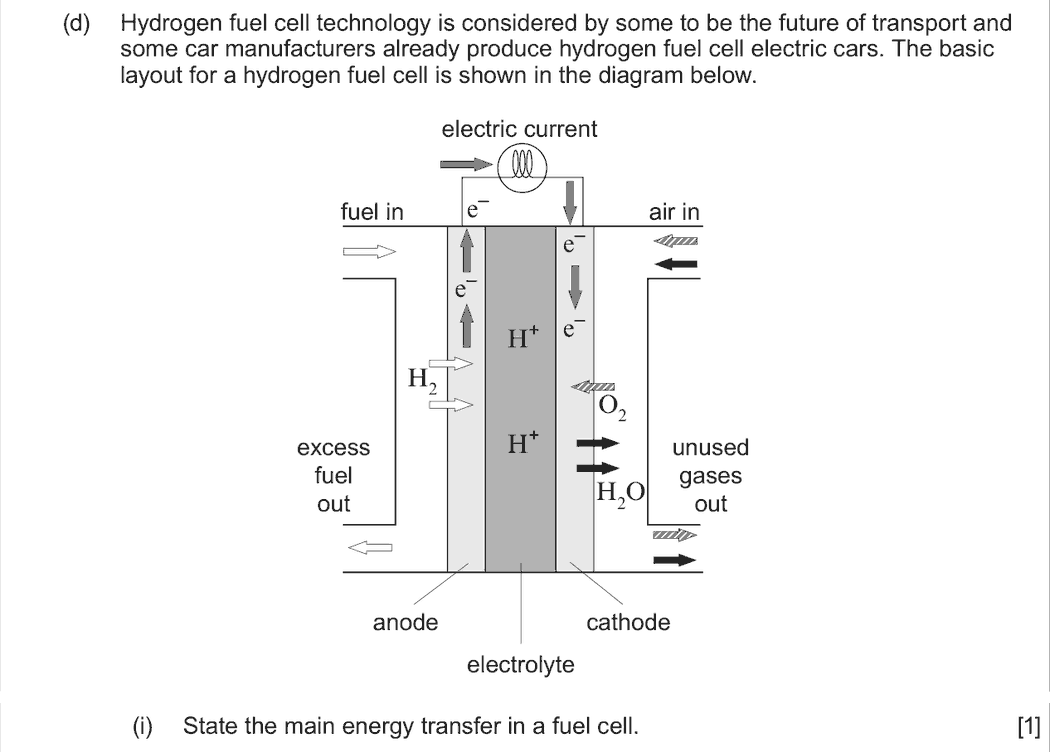 (d) Hydrogen fuel cell technology is considered by some to be the future of transport and
some car manufacturers already produce hydrogen fuel cell electric cars. The basic
layout for a hydrogen fuel cell is shown in the diagram below.
electric current
fuel in
e⁻
air in
e⁻
e⁻
H⁺
e⁻
H₂
O₂
excess
fuel
out
H⁺
H₂O
unused
gases
out
anode
cathode
electrolyte
(i) State the main energy transfer in a fuel cell. [1]